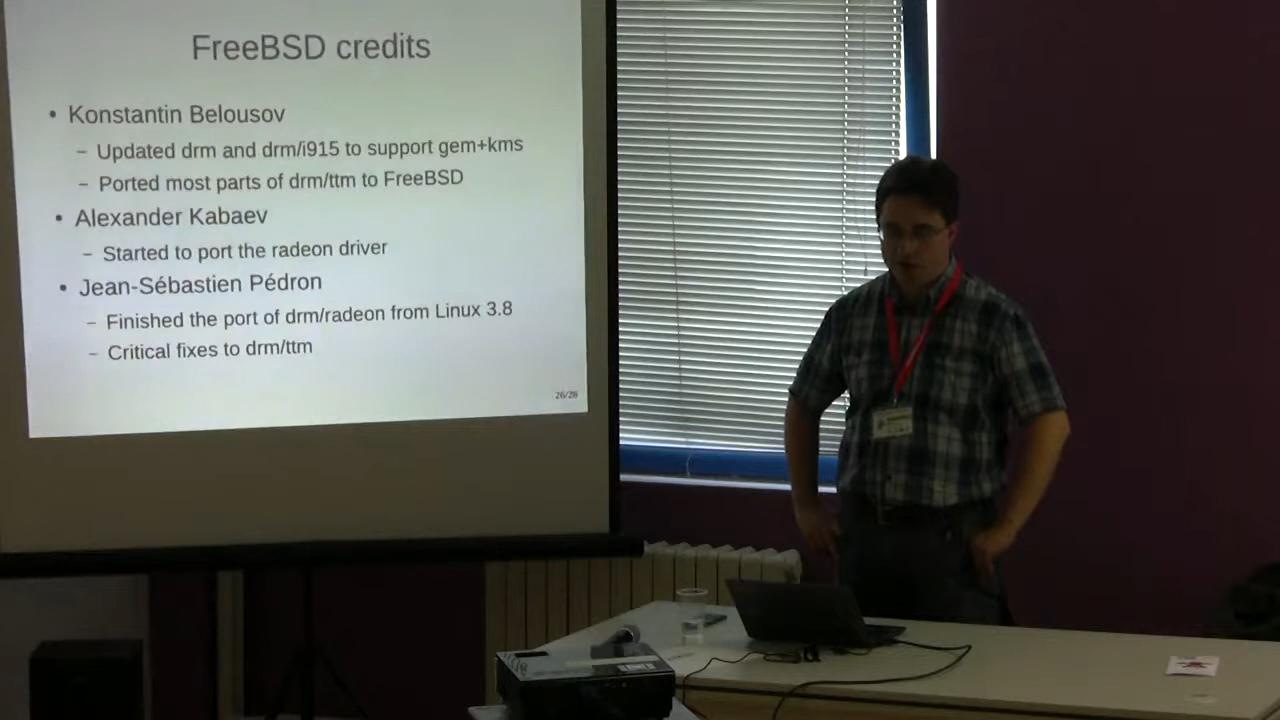 FreeBSD credits
• Konstantin Belousov
– Updated drm and drm/i915 to support gem+kms
– Ported most parts of drm/ttm to FreeBSD
• Alexander Kabaev
– Started to port the radeon driver
• Jean-Sébastien Pédron
– Finished the port of drm/radeon from Linux 3.8
– Critical fixes to drm/ttm
26/28